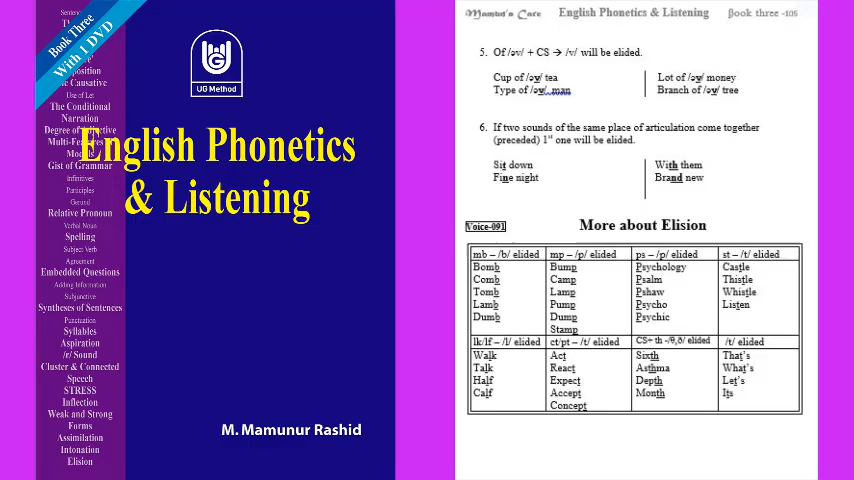 Book Three
With 1 DVD
The Causative
Use of Let
The Conditional
Narration
Degree of Adjective
Multi-Features
Modals
Gist of Grammar
Infinitives
Participles
Gerund
Relative Pronoun
Verbal Noun
Spelling
Subject Verb
Agreement
Embedded Questions
Adding Information
Subjunctive
Syntheses of Sentences
Punctuation
Syllables
Aspiration
/r/ Sound
Cluster & Connected
Speech
STRESS
Inflection
Weak and Strong
Forms
Assimilation
Intonation
Elision
UG
UG Method
English Phonetics
& Listening
M. Mamunur Rashid
Mamun's Care English Phonetics & Listening Book three -105
5. Of /əv/ + CS → /v/ will be elided.
Cup of /əv/ tea Lot of /əv/ money
Type of /əv/ man Branch of /əv/ tree
6. If two sounds of the same place of articulation come together
(preceded) 1st one will be elided.
Sit down With them
Fine night Brand new
Voice-091 More about Elision
mb – /b/ elided mp – /p/ elided ps – /p/ elided st – /t/ elided
Bomb Bump Psychology Castle
Comb Camp Psalm Thistle
Tomb Lamp Pshaw Whistle
Lamb Pump Psycho Listen
Dumb Dump Psychic
Stamp
lk/lf – /l/ elided ct/pt – /t/ elided CS+ th -/θ,ð/ elided /t/ elided
Walk Act Sixth That's
Talk React Asthma What's
Half Expect Depth Let's
Calf Accept Month Its
Concept